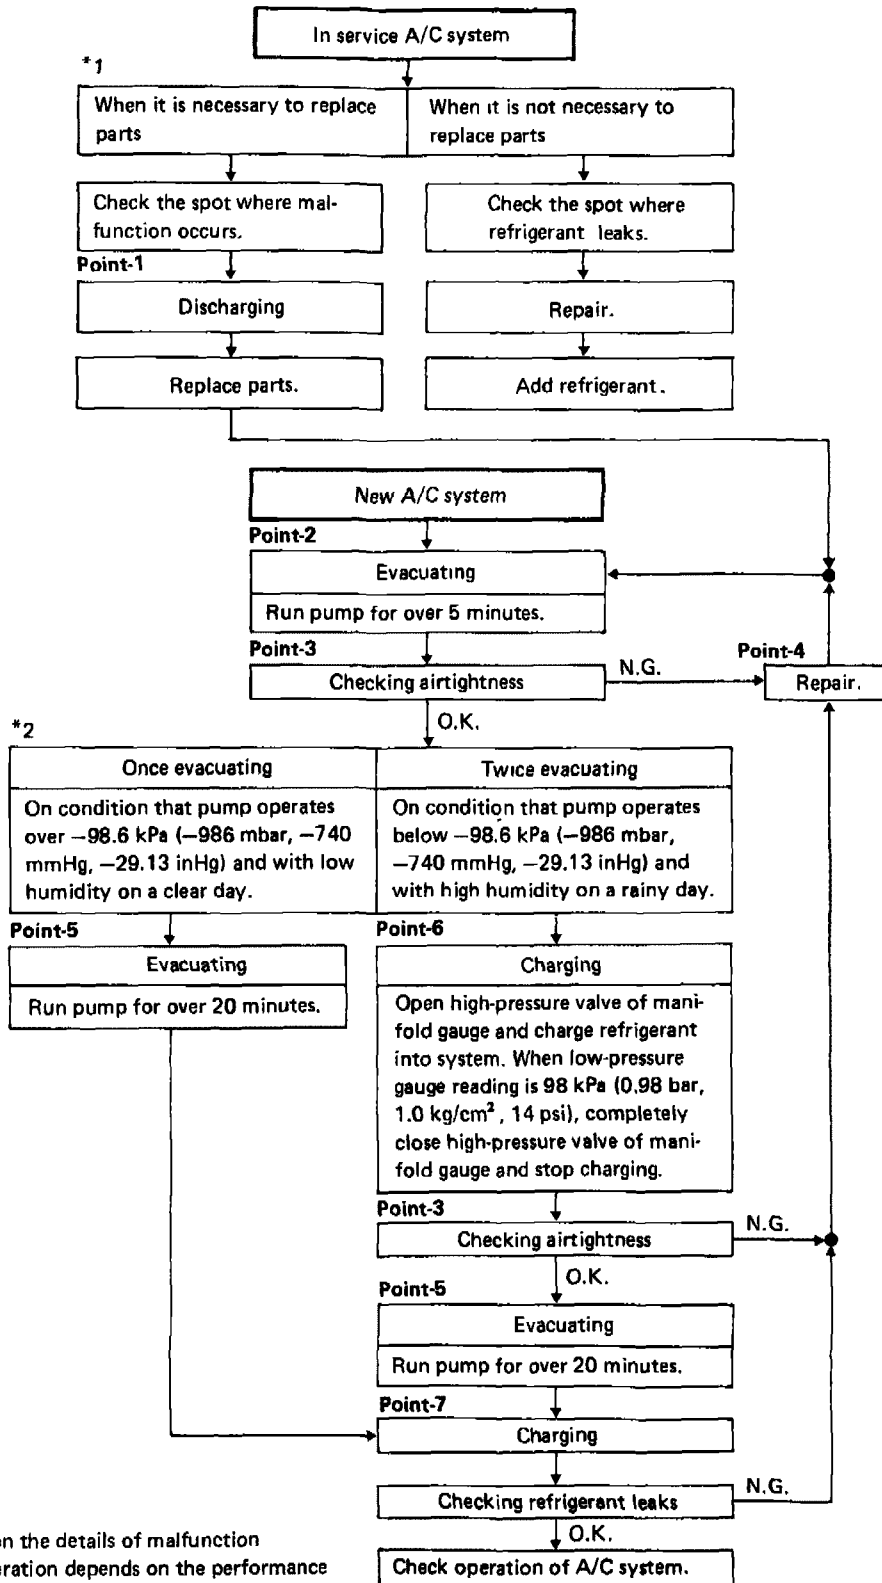 In service A/C system
*1
When it is necessary to replace
parts
When it is not necessary to
replace parts
Check the spot where mal-
function occurs.
Check the spot where
refrigerant leaks.
Point-1
Discharging
Repair.
Replace parts.
Add refrigerant.
New A/C system
Point-2
Evacuating
Run pump for over 5 minutes.
Point-3
Checking airtightness
N.G.
Point-4
Repair.
O.K.
*2
Once evacuating
On condition that pump operates
over −98.6 kPa (−986 mbar, −740
mmHg, −29.13 inHg) and with low
humidity on a clear day.
Twice evacuating
On condition that pump operates
below −98.6 kPa (−986 mbar,
−740 mmHg, −29.13 inHg) and
with high humidity on a rainy day.
Point-5
Evacuating
Run pump for over 20 minutes.
Point-6
Charging
Open high-pressure valve of mani-
fold gauge and charge refrigerant
into system. When low-pressure
gauge reading is 98 kPa (0.98 bar,
1.0 kg/cm², 14 psi), completely
close high-pressure valve of mani-
fold gauge and stop charging.
Point-3
Checking airtightness
N.G.
O.K.
Point-5
Evacuating
Run pump for over 20 minutes.
Point-7
Charging
Checking refrigerant leaks
N.G.
O.K.
Check operation of A/C system.
on the details of malfunction
eration depends on the performance